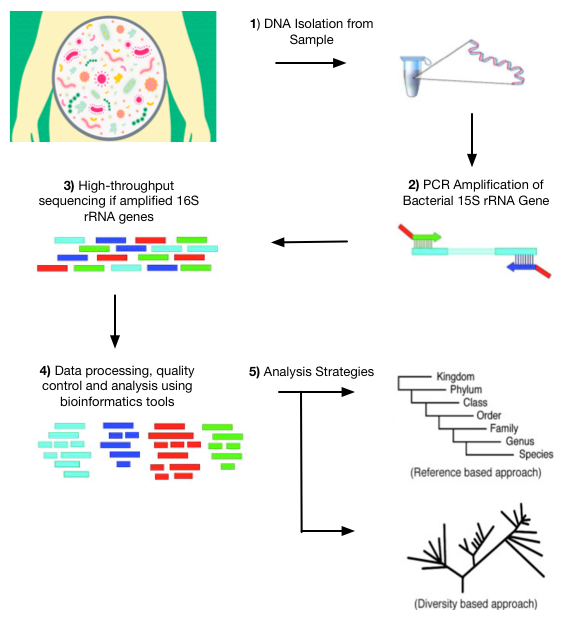 1) DNA Isolation from
Sample
2) PCR Amplification of
Bacterial 15S rRNA Gene
3) High-throughput
sequencing if amplified 16S
rRNA genes
4) Data processing, quality
control and analysis using
bioinformatics tools
5) Analysis Strategies
Kingdom
Phylum
Class
Order
Family
Genus
Species
(Reference based approach)
(Diversity based approach)